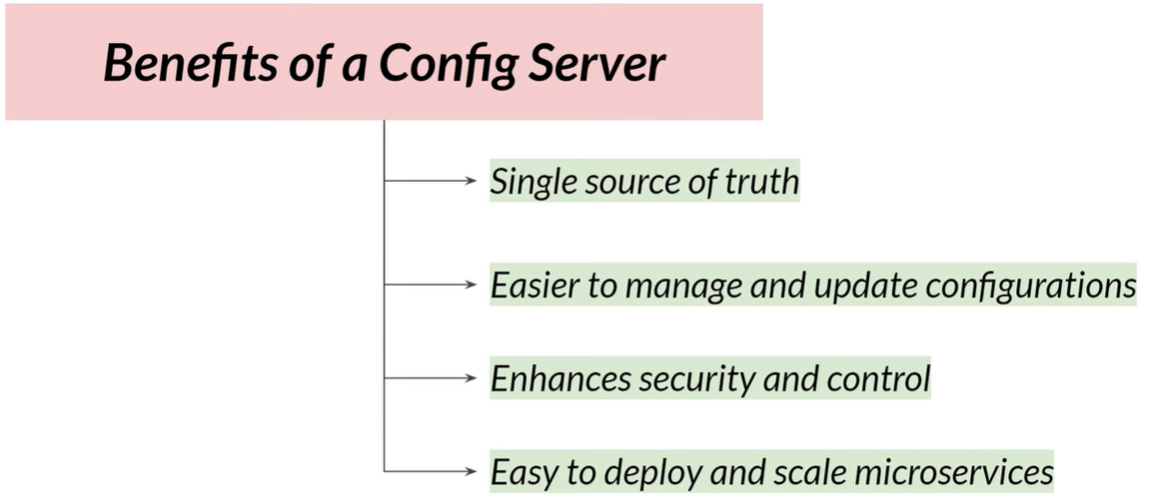 Benefits of a Config Server
Single source of truth
Easier to manage and update configurations
Enhances security and control
Easy to deploy and scale microservices